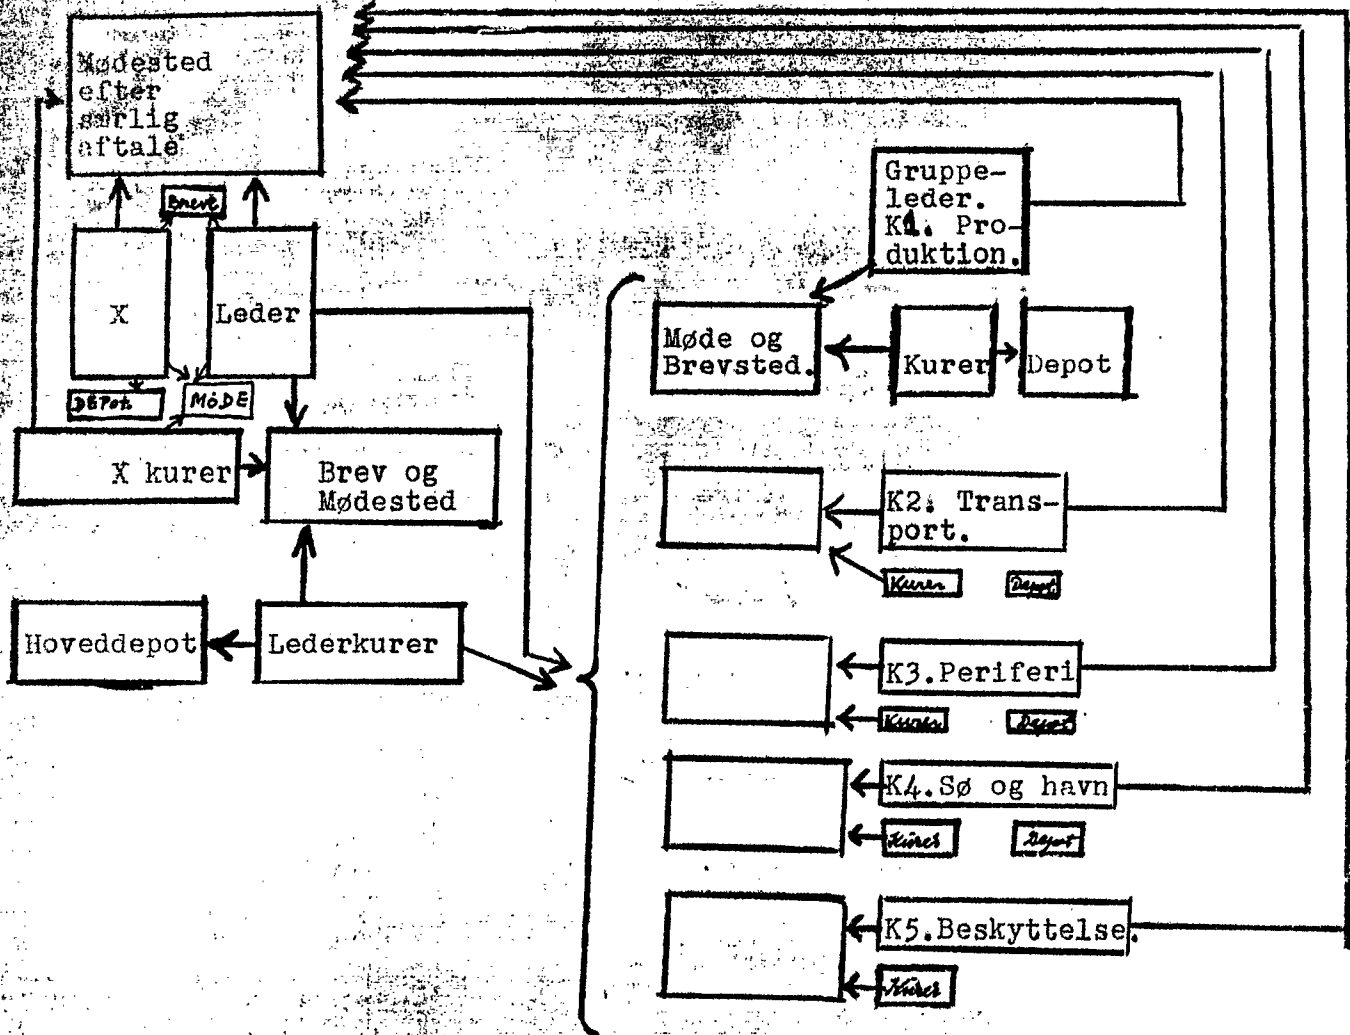 Mødested
efter
særlig
aftale
Brevt
X
Leder
DEPot.
MöDE
X kurer
Brev og
Mødested
Hoveddepot
Lederkurer
Gruppe-
leder.
K1. Pro-
duktion.
Møde og
Brevsted.
Kurer
Depot
K2. Trans-
port.
Kurer
Depot
K3.Periferi
Kurer
Depot
K4.Sø og havn
Kurer
Depot
K5.Beskyttelse.
Kurer